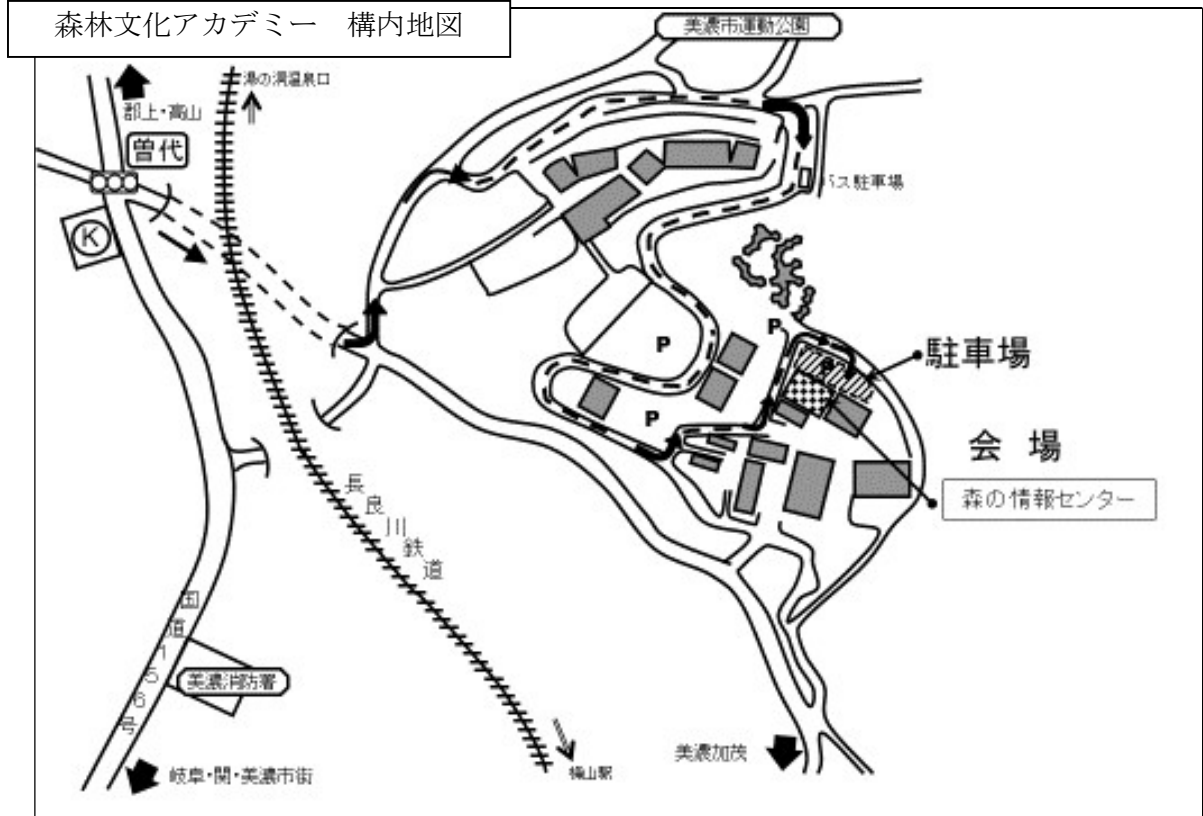 森林文化アカデミー　構内地図
美濃市運動公園
湯の洞温泉口
郡上・高山
曽代
バス駐車場
K
P
P
P
駐車場
会 場
森の情報センター
長良川鉄道
国道156号
美濃消防署
美濃加茂
梅山駅
岐阜・関・美濃市街